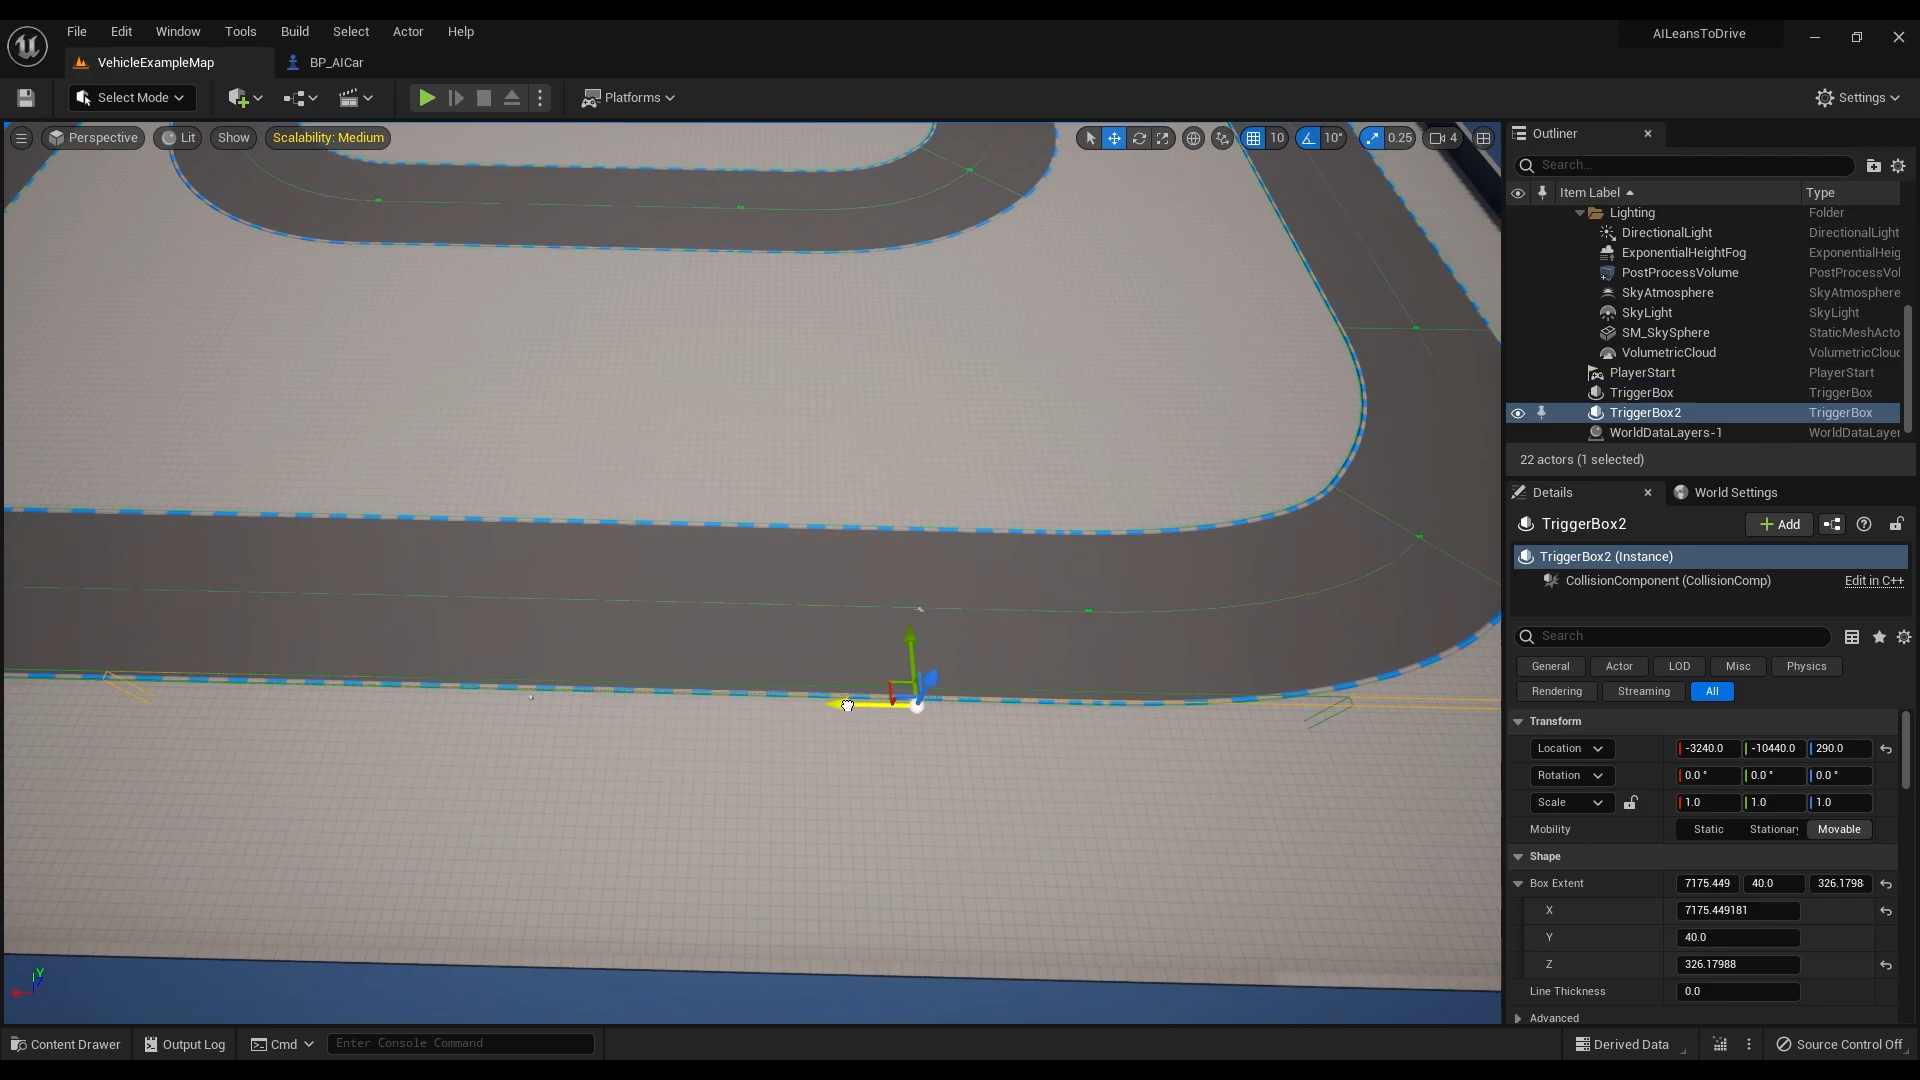 File Edit Window Tools Build Select Actor Help
AILeansToDrive
VehicleExampleMap
BP_AICar
Select Mode
Platforms
Settings
Perspective
Lit
Show
Scalability: Medium
10
10°
0.25
4
Outliner
Search...
Item Label
Type
Lighting Folder
DirectionalLight DirectionalLight
ExponentialHeightFog ExponentialHeig
PostProcessVolume PostProcessVol
SkyAtmosphere SkyAtmosphere
SkyLight SkyLight
SM_SkySphere StaticMeshActo
VolumetricCloud VolumetricCloud
PlayerStart PlayerStart
TriggerBox TriggerBox
TriggerBox2 TriggerBox
WorldDataLayers-1 WorldDataLayer
22 actors (1 selected)
Details
World Settings
TriggerBox2
Add
TriggerBox2 (Instance)
CollisionComponent (CollisionComp) Edit in C++
Search
General Actor LOD Misc Physics
Rendering Streaming All
Transform
Location -3240.0 -10440.0 290.0
Rotation 0.0 ° 0.0 ° 0.0 °
Scale 1.0 1.0 1.0
Mobility Static Stationary Movable
Shape
Box Extent 7175.449 40.0 326.1798
X 7175.449181
Y 40.0
Z 326.17988
Line Thickness 0.0
Advanced
Y
Z
Content Drawer
Output Log
Cmd
Enter Console Command
Derived Data
Source Control Off